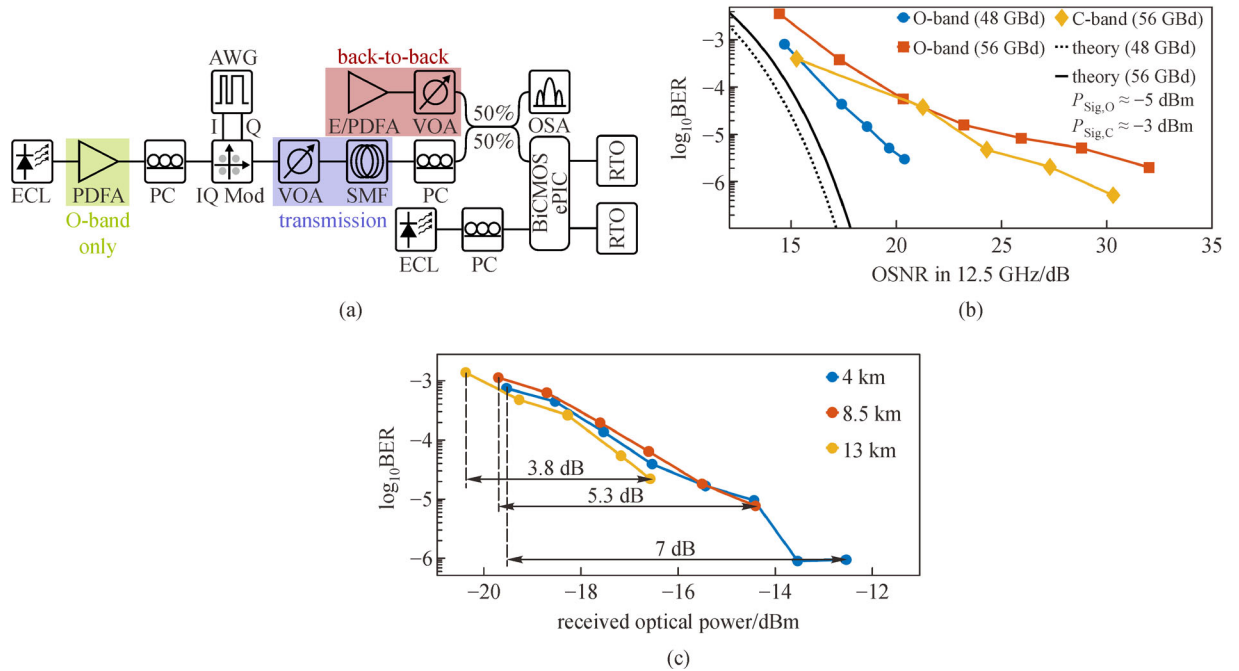 AWG
I
Q
back-to-back
E/PDFA
VOA
50%
50%
OSA
ECL
PDFA
PC
IQ Mod
VOA
SMF
PC
O-band
only
transmission
BiCMOS
ePIC
RTO
RTO
ECL
PC
(a)
O-band (48 GBd)
C-band (56 GBd)
O-band (56 GBd)
theory (48 GBd)
theory (56 GBd)
P_Sig,O ≈ −5 dBm
P_Sig,C ≈ −3 dBm
log₁₀BER
−3
−4
−5
−6
15 20 25 30 35
OSNR in 12.5 GHz/dB
(b)
4 km
8.5 km
13 km
log₁₀BER
−3
−4
−5
−6
3.8 dB
5.3 dB
7 dB
−20 −18 −16 −14 −12
received optical power/dBm
(c)